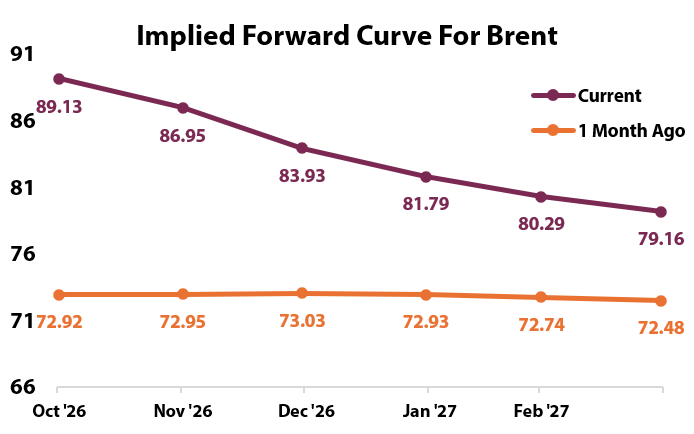 Implied Forward Curve For Brent
91
86
81
76
71
66
Current
1 Month Ago
89.13
86.95
83.93
81.79
80.29
79.16
72.92
72.95
73.03
72.93
72.74
72.48
Oct '26
Nov '26
Dec '26
Jan '27
Feb '27